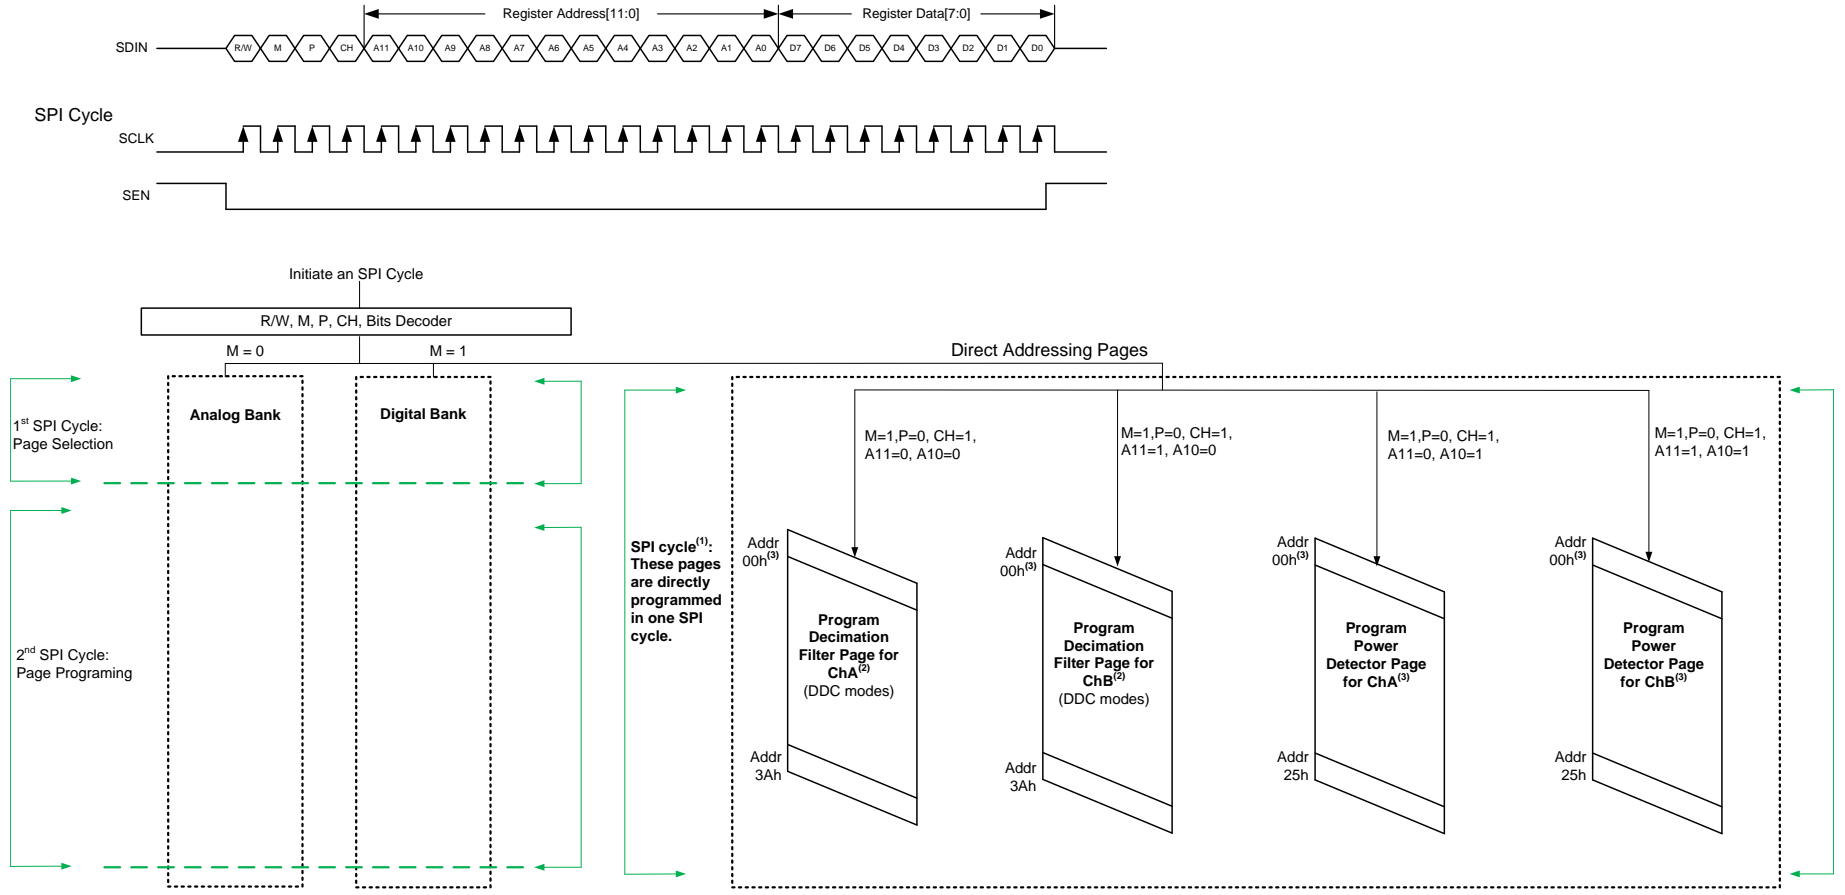 Register Address[11:0]
Register Data[7:0]
SDIN
R/W M P CH A11 A10 A9 A8 A7 A6 A5 A4 A3 A2 A1 A0 D7 D6 D5 D4 D3 D2 D1 D0
SPI Cycle
SCLK
SEN
Initiate an SPI Cycle
R/W, M, P, CH, Bits Decoder
M = 0
M = 1
Direct Addressing Pages
1st SPI Cycle:
Page Selection
Analog Bank
Digital Bank
M=1,P=0, CH=1,
A11=0, A10=0
M=1,P=0, CH=1,
A11=1, A10=0
M=1,P=0, CH=1,
A11=0, A10=1
M=1,P=0, CH=1,
A11=1, A10=1
2nd SPI Cycle:
Page Programing
SPI cycle(1):
These pages
are directly
programmed
in one SPI
cycle.
Addr
00h(3)
Program
Decimation
Filter Page for
ChA(2)
(DDC modes)
Addr
3Ah
Addr
00h(3)
Program
Decimation
Filter Page for
ChB(2)
(DDC modes)
Addr
3Ah
Addr
00h(3)
Program
Power
Detector Page
for ChA(3)
Addr
25h
Addr
00h(3)
Program
Power
Detector Page
for ChB(3)
Addr
25h